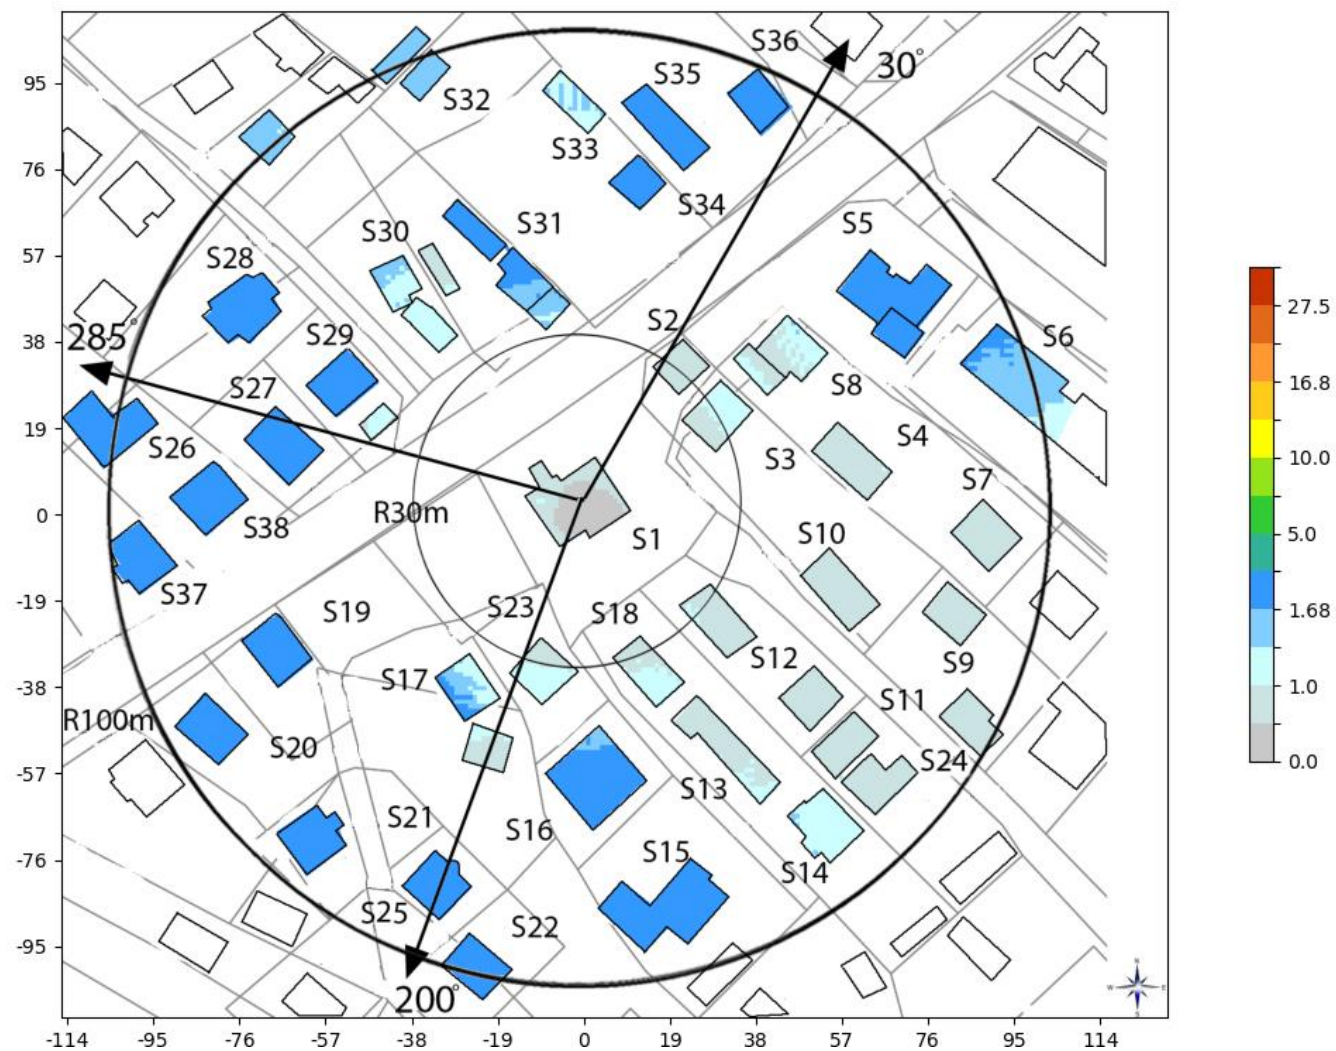 S36
30°
95
S35
S32
S33
76
S34
S30
S31
S5
57
S28
27.5
S2
S6
285°
38
S29
16.8
S27
S8
19
S4
S26
S3
10.0
S7
R30m
0
S38
S1
S10
5.0
S37
-19
S19
S23
S18
1.68
S12
S9
S17
-38
1.0
S11
R100m
S20
S24
0.0
-57
S13
S21
S16
S15
-76
S14
S25
S22
-95
N
W E
S
200°
-114 -95 -76 -57 -38 -19 0 19 38 57 76 95 114